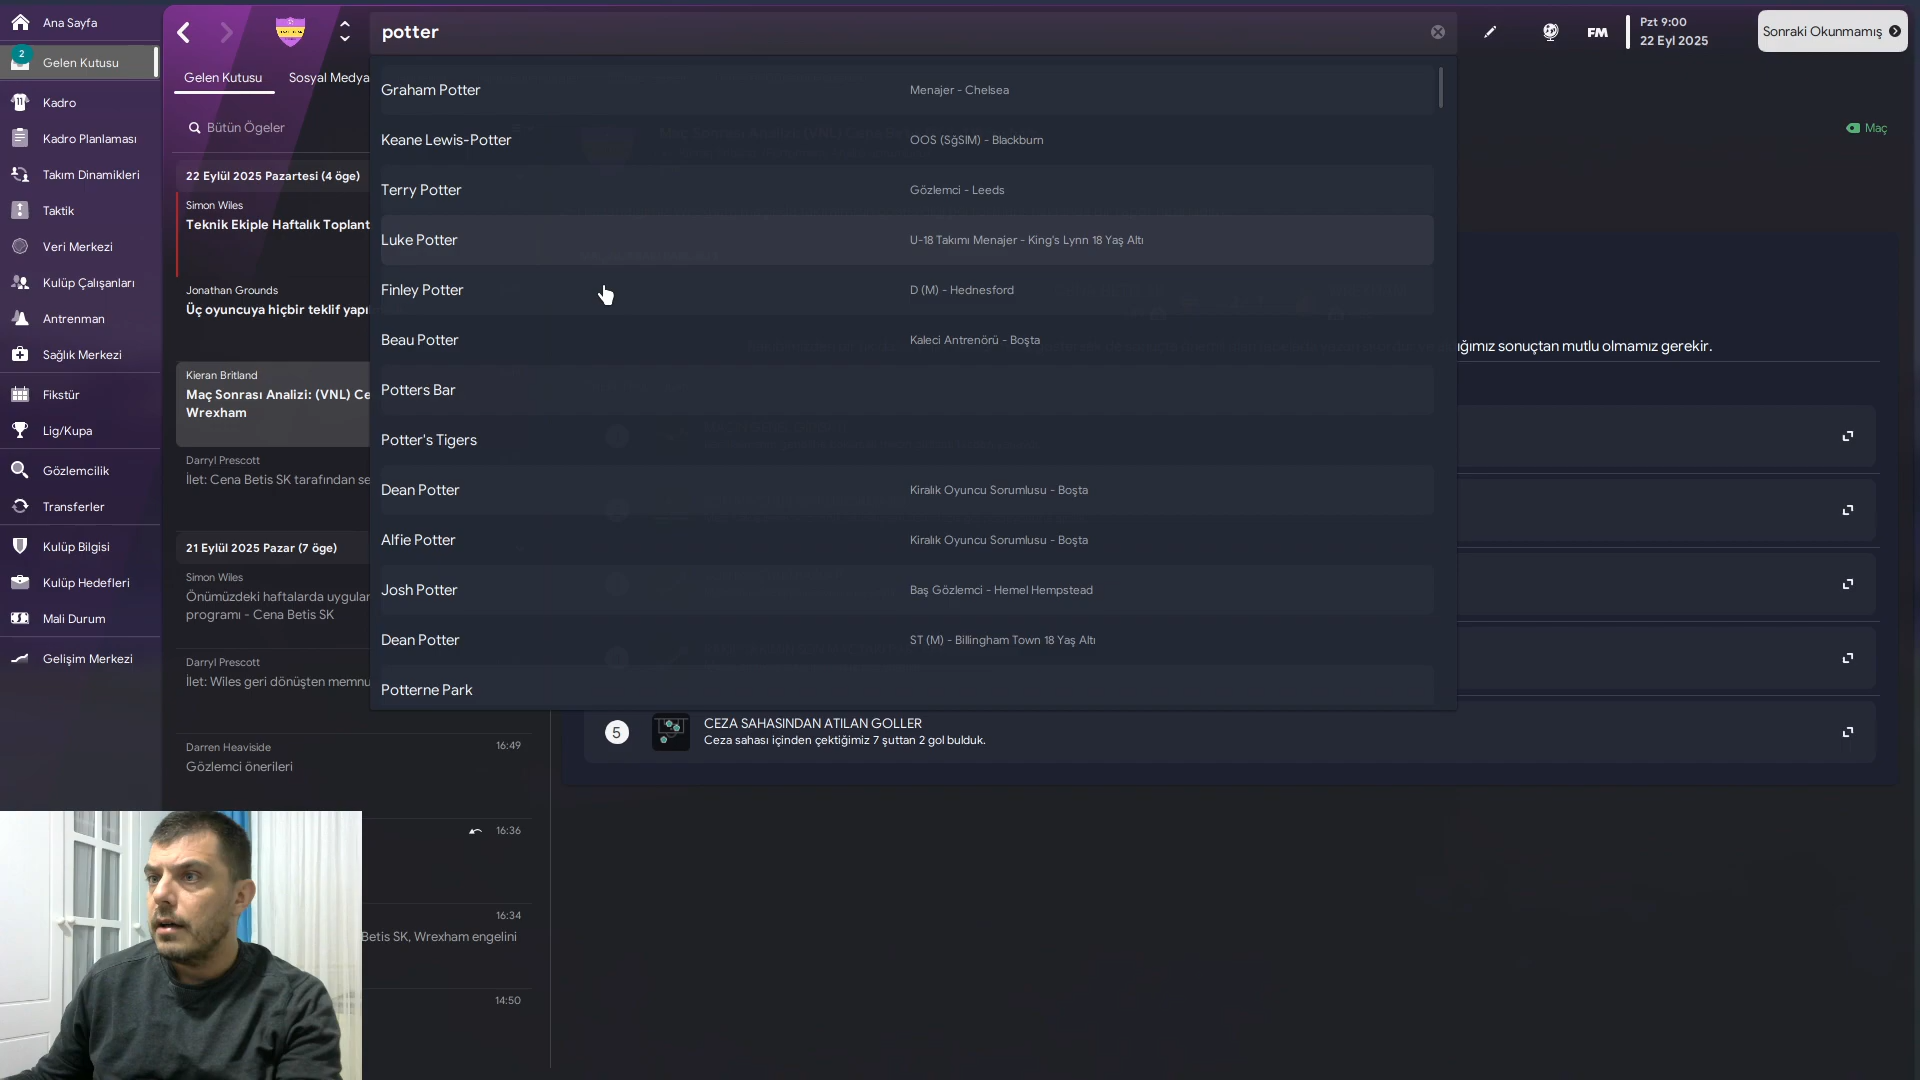 Ana Sayfa
2
Gelen Kutusu
Kadro
Kadro Planlaması
Takım Dinamikleri
Taktik
Veri Merkezi
Kulüp Çalışanları
Antrenman
Sağlık Merkezi
Fikstür
Lig/Kupa
Gözlemcilik
Transferler
Kulüp Bilgisi
Kulüp Hedefleri
Mali Durum
Gelişim Merkezi
potter
FM
Pzt 9:00
22 Eyl 2025
Sonraki Okunmamış
Gelen Kutusu
Sosyal Medya
Bütün Ögeler
Maç
22 Eylül 2025 Pazartesi (4 öge)
Simon Wiles
Teknik Ekiple Haftalık Toplant
Jonathan Grounds
Üç oyuncuya hiçbir teklif yapı
Kieran Britland
Maç Sonrası Analizi: (VNL) Ce
Wrexham
Darryl Prescott
İlet: Cena Betis SK tarafından se
21 Eylül 2025 Pazar (7 öge)
Simon Wiles
Önümüzdeki haftalarda uygular
programı - Cena Betis SK
Darryl Prescott
İlet: Wiles geri dönüşten memnu
Darren Heaviside
16:49
Gözlemci önerileri
16:36
16:34
Betis SK, Wrexham engelini
14:50
Graham Potter
Menajer - Chelsea
Keane Lewis-Potter
OOS (SğSlM) - Blackburn
Terry Potter
Gözlemci - Leeds
Luke Potter
U-18 Takımı Menajer - King's Lynn 18 Yaş Altı
Finley Potter
D (M) - Hednesford
Beau Potter
Kaleci Antrenörü - Boşta
Potters Bar
Potter's Tigers
Dean Potter
Kiralık Oyuncu Sorumlusu - Boşta
Alfie Potter
Kiralık Oyuncu Sorumlusu - Boşta
Josh Potter
Baş Gözlemci - Hemel Hempstead
Dean Potter
ST (M) - Billingham Town 18 Yaş Altı
Potterne Park
ığımız sonuçtan mutlu olmamız gerekir.
5
CEZA SAHASINDAN ATILAN GOLLER
Ceza sahası içinden çektiğimiz 7 şuttan 2 gol bulduk.